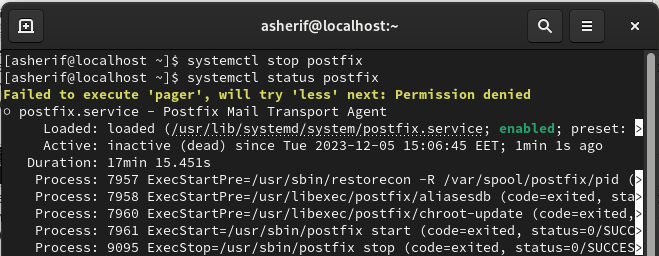 asherif@localhost:~
[asherif@localhost ~]$ systemctl stop postfix
[asherif@localhost ~]$ systemctl status postfix
Failed to execute 'pager', will try 'less' next: Permission denied
○ postfix.service - Postfix Mail Transport Agent
     Loaded: loaded (/usr/lib/systemd/system/postfix.service; enabled; preset: >
     Active: inactive (dead) since Tue 2023-12-05 15:06:45 EET; 1min 1s ago
   Duration: 17min 15.451s
    Process: 7957 ExecStartPre=/usr/sbin/restorecon -R /var/spool/postfix/pid (>
    Process: 7958 ExecStartPre=/usr/libexec/postfix/aliasesdb (code=exited, sta>
    Process: 7960 ExecStartPre=/usr/libexec/postfix/chroot-update (code=exited,>
    Process: 7961 ExecStart=/usr/sbin/postfix start (code=exited, status=0/SUCC>
    Process: 9095 ExecStop=/usr/sbin/postfix stop (code=exited, status=0/SUCCES>